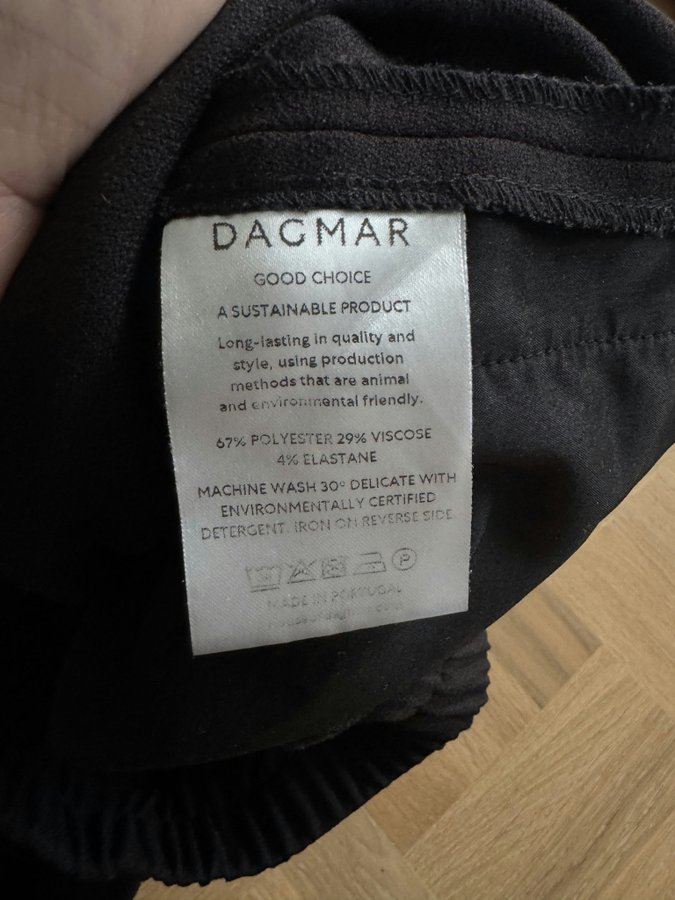 DAGMAR
GOOD CHOICE
A SUSTAINABLE PRODUCT
Long-lasting in quality and
style, using production
methods that are animal
and environmental friendly.
67% POLYESTER 29% VISCOSE
4% ELASTANE
MACHINE WASH 30° DELICATE WITH
ENVIRONMENTALLY CERTIFIED
DETERGENT. IRON ON REVERSE SIDE
P
MADE IN PORTUGAL